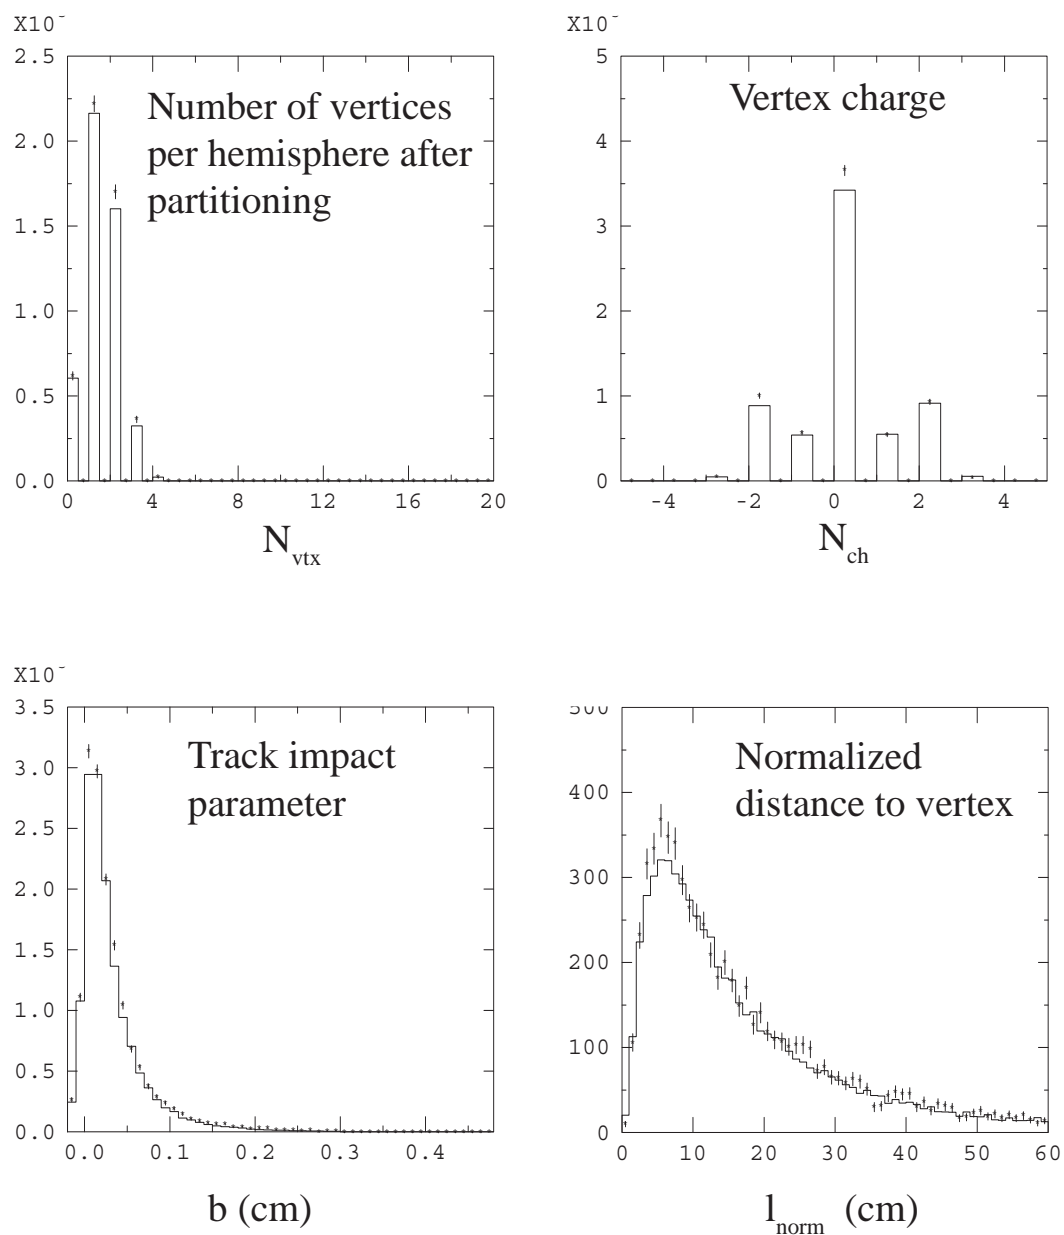 X10
2.5
Number of vertices
per hemisphere after
partitioning
2.0
1.5
1.0
0.5
0.0
0 4 8 12 16 20
N_vtx
X10
5
Vertex charge
4
3
2
1
0
-4 -2 0 2 4
N_ch
X10
3.5
Track impact
parameter
3.0
2.5
2.0
1.5
1.0
0.5
0.0
0.0 0.1 0.2 0.3 0.4
b (cm)
500
Normalized
distance to vertex
400
300
200
100
0
0 10 20 30 40 50 60
l_norm (cm)